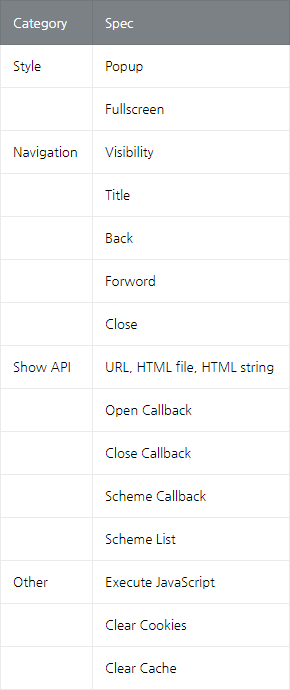 Category Spec
Style Popup
Fullscreen
Navigation Visibility
Title
Back
Forword
Close
Show API URL, HTML file, HTML string
Open Callback
Close Callback
Scheme Callback
Scheme List
Other Execute JavaScript
Clear Cookies
Clear Cache